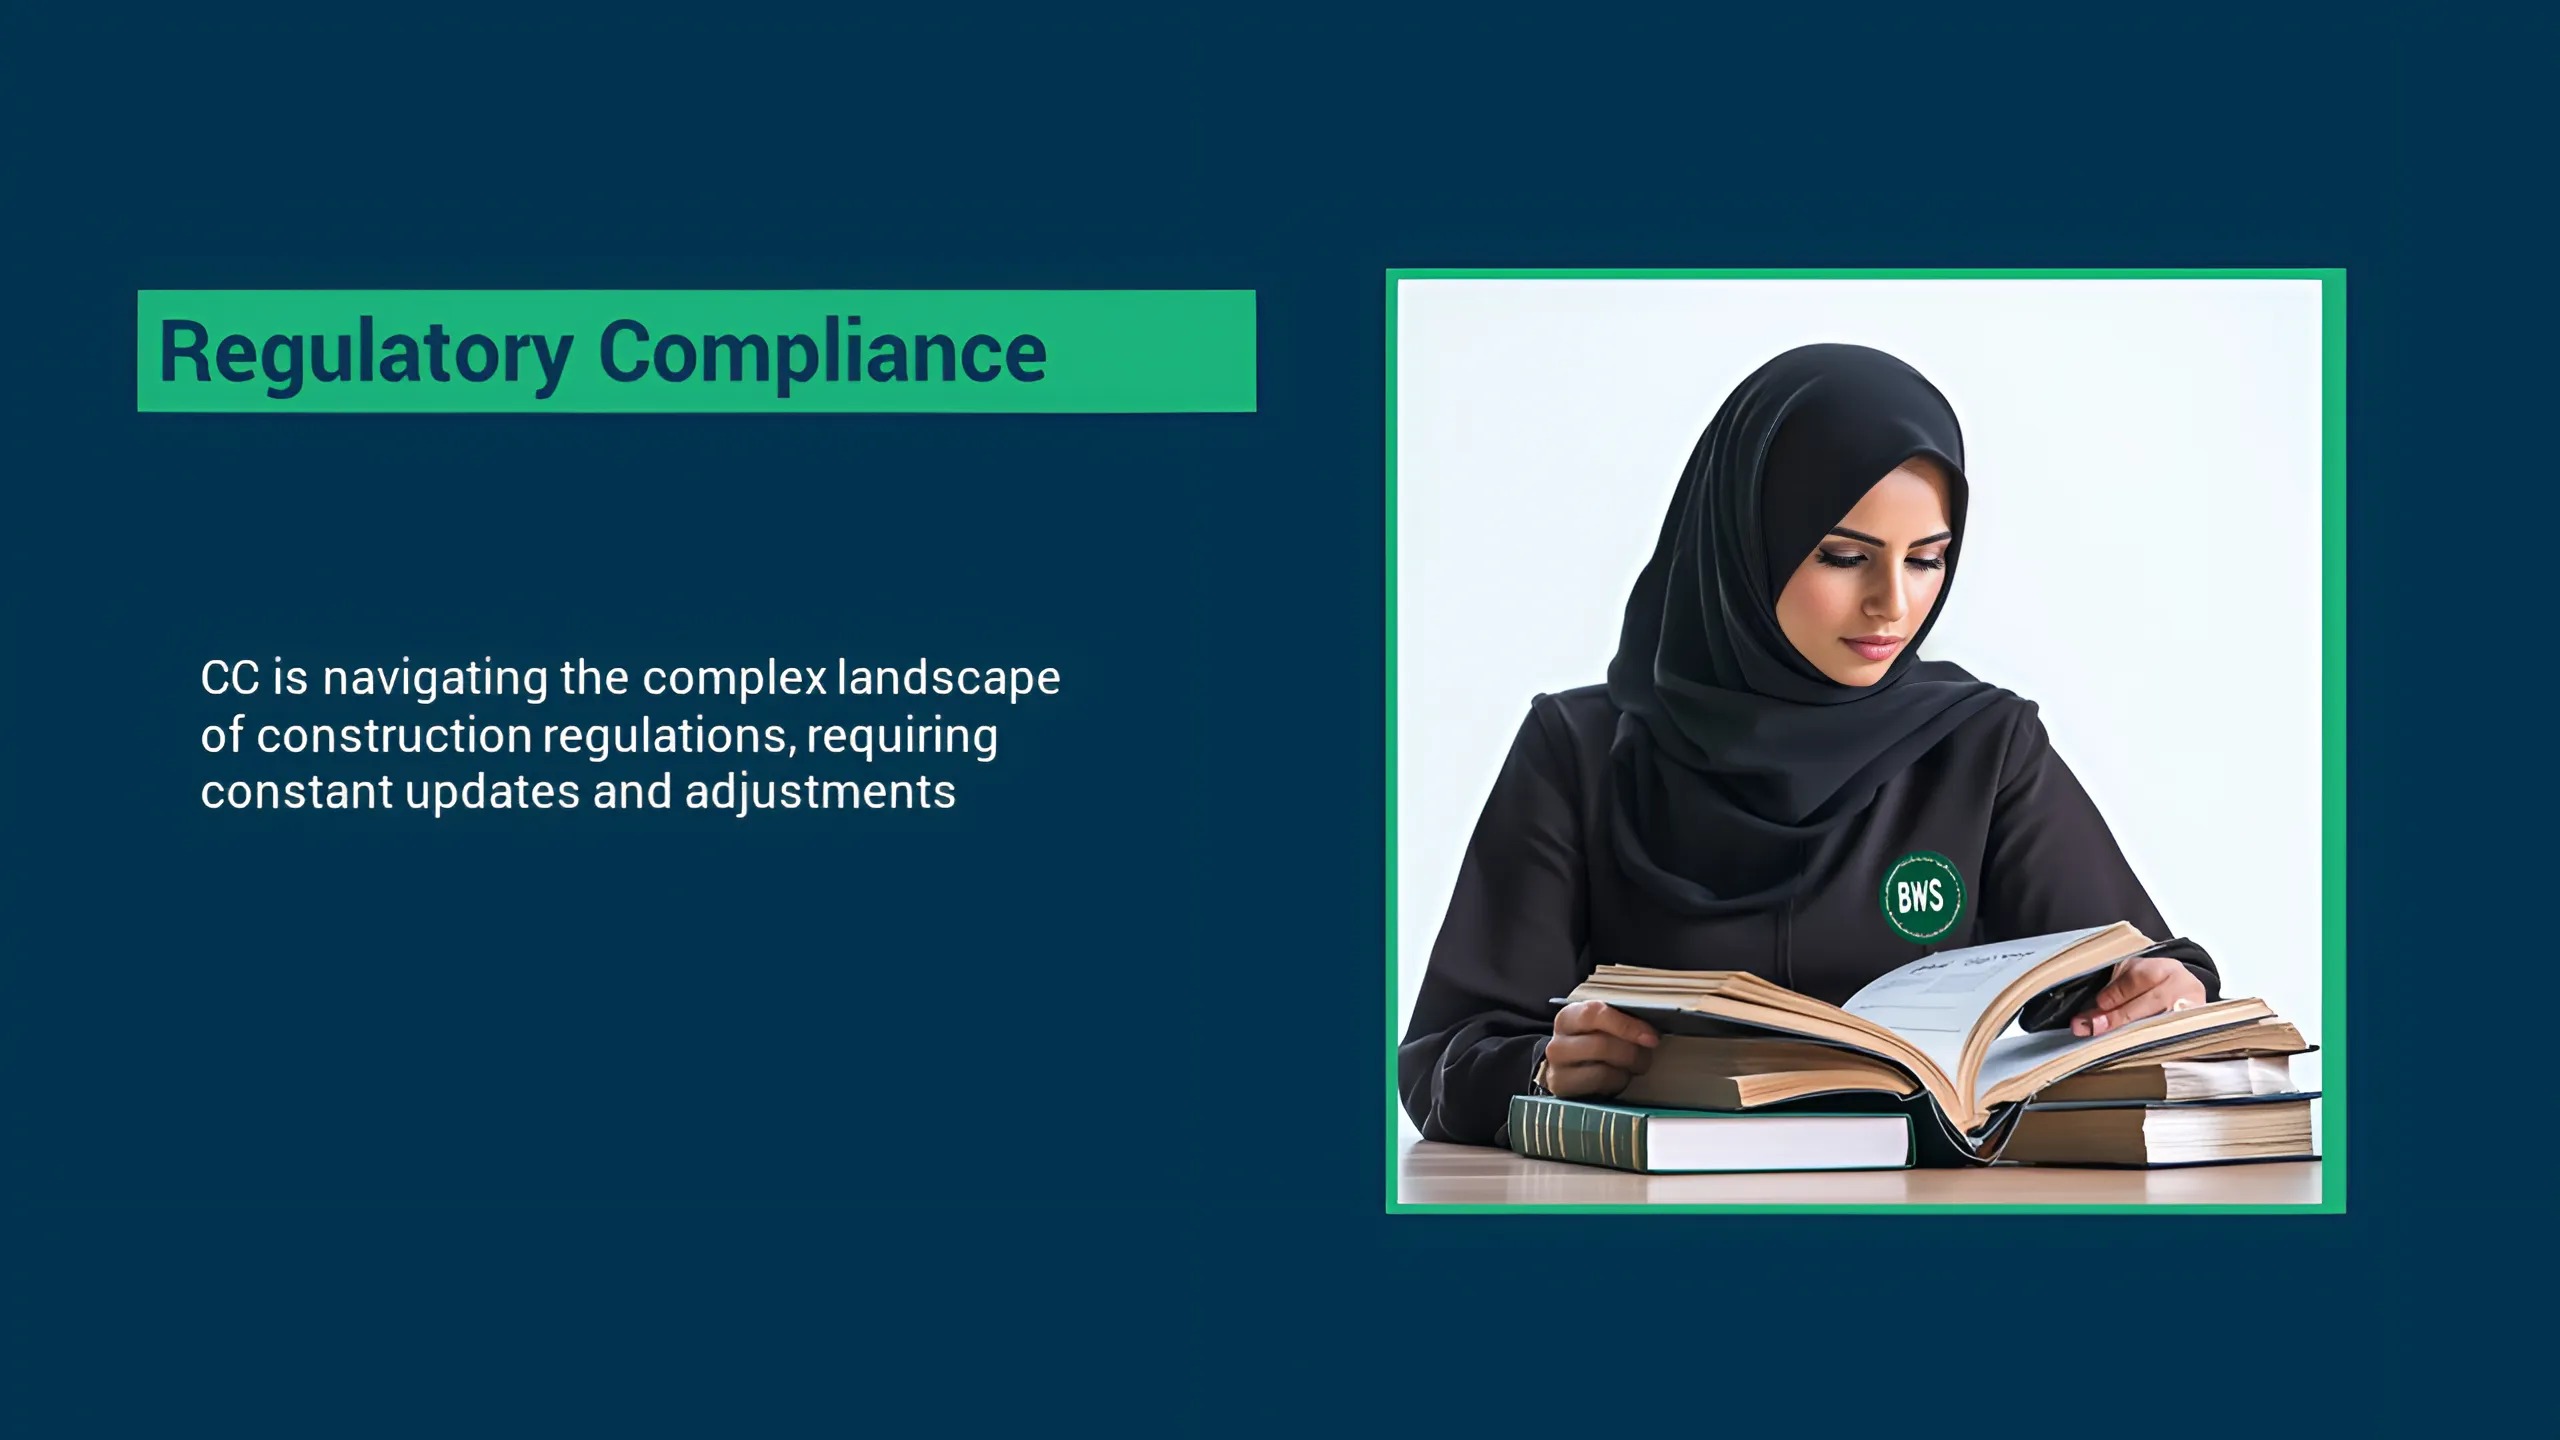 Regulatory Compliance
CC is navigating the complex landscape
of construction regulations, requiring
constant updates and adjustments
BWS